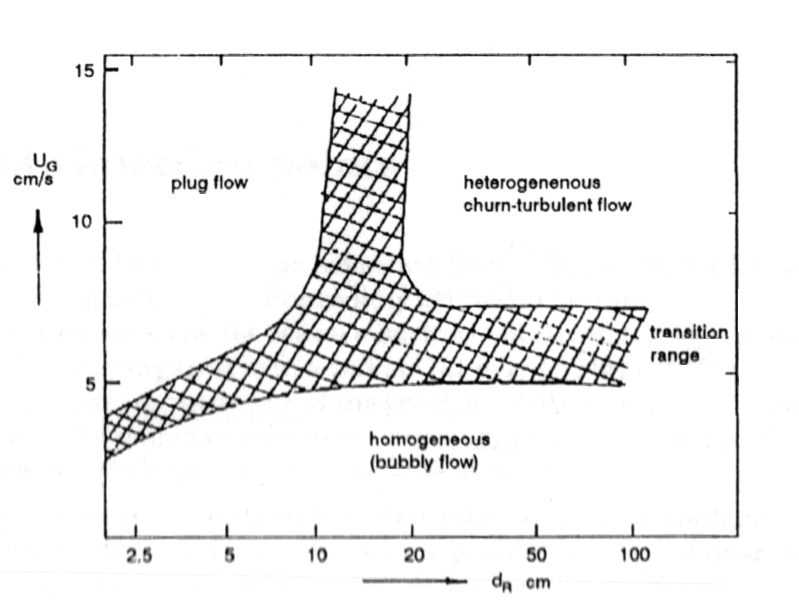 15
U_G
cm/s
plug flow
heterogenenous
churn-turbulent flow
10
transition
range
5
homogeneous
(bubbly flow)
2.5 5 10 20 50 100
d_R cm